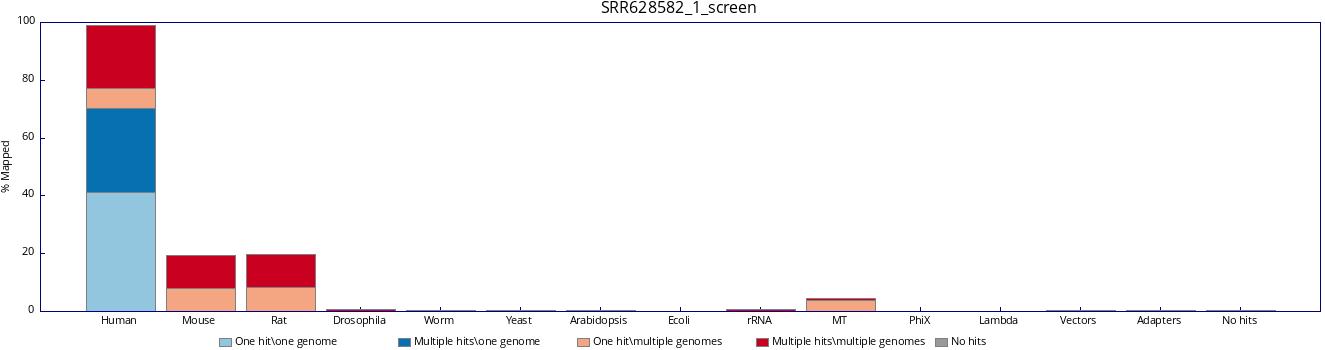 SRR628582_1_screen
% Mapped
100
80
60
40
20
0
Human Mouse Rat Drosophila Worm Yeast Arabidopsis Ecoli rRNA MT PhiX Lambda Vectors Adapters No hits
One hit\one genome Multiple hits\one genome One hit\multiple genomes Multiple hits\multiple genomes No hits